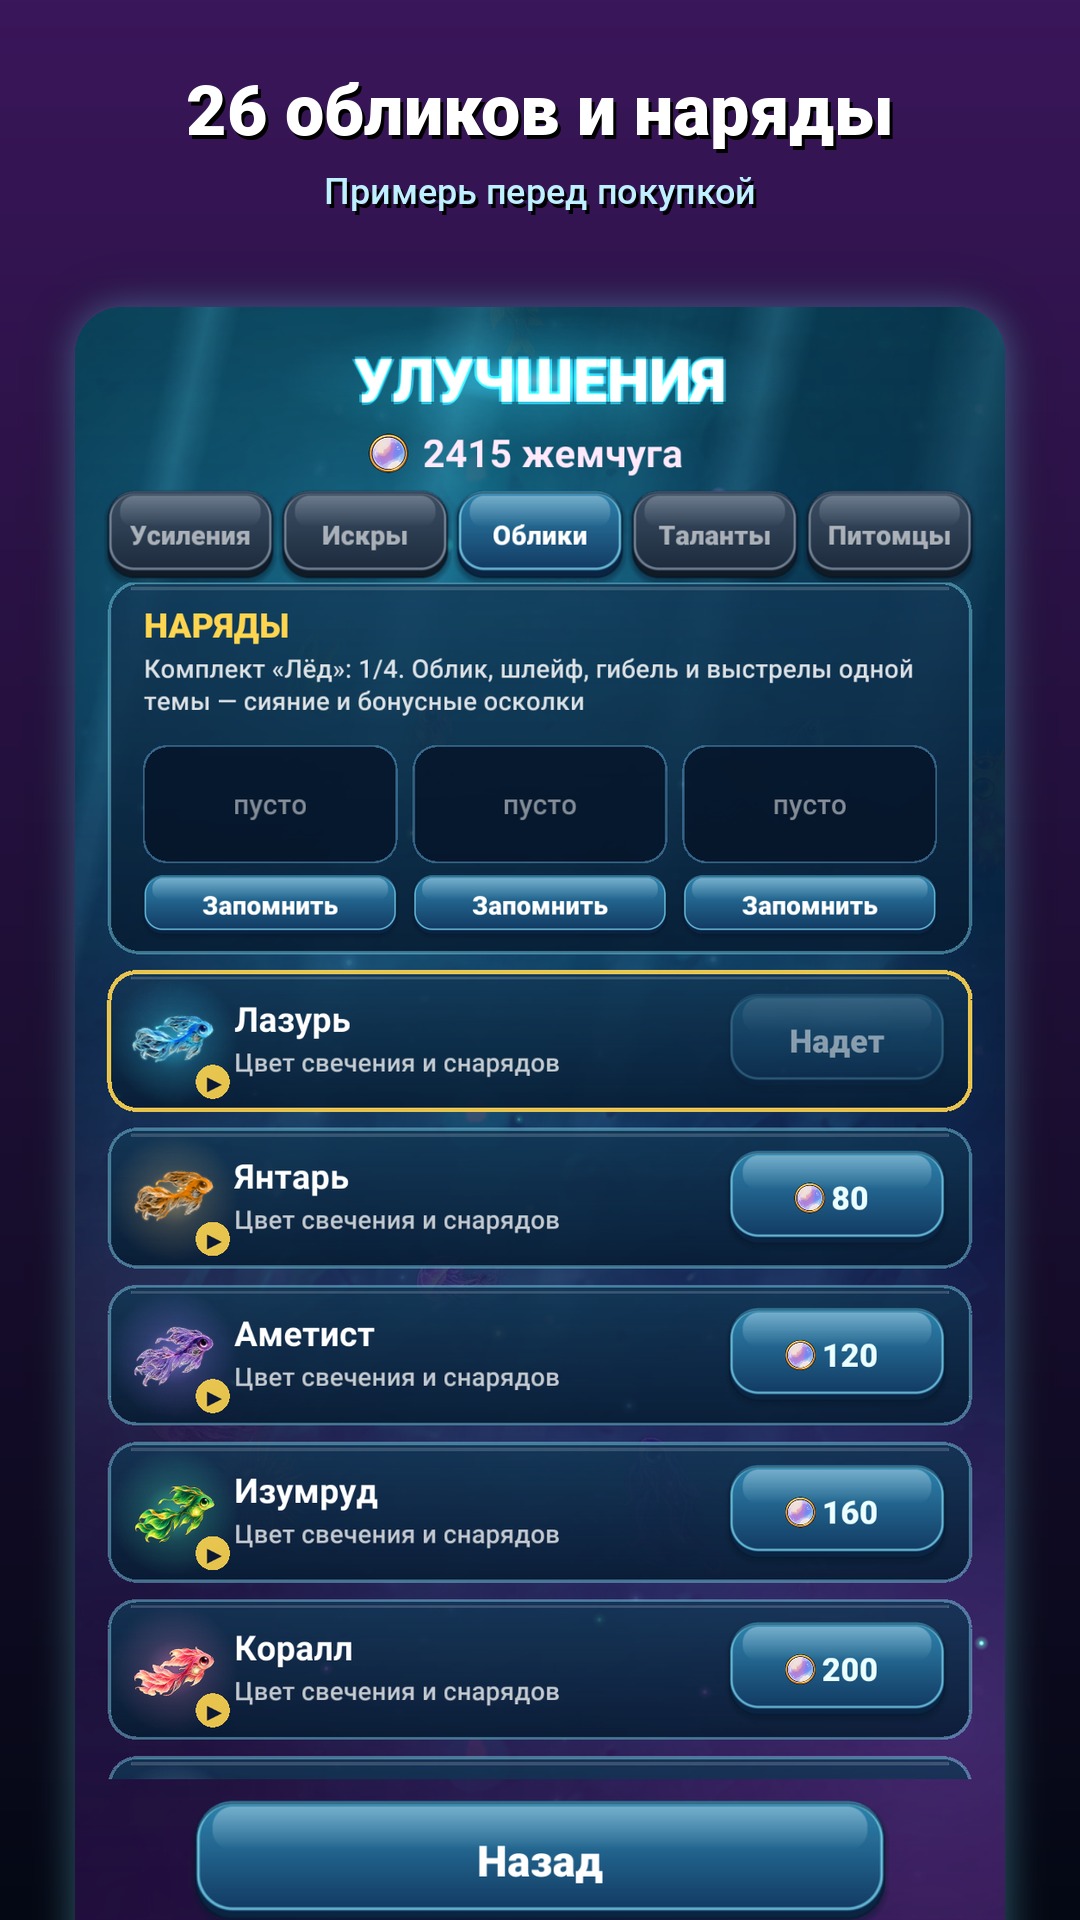 26 обликов и наряды
Примерь перед покупкой
УЛУЧШЕНИЯ
2415 жемчуга
Усиления Искры Облики Таланты Питомцы
НАРЯДЫ
Комплект «Лёд»: 1/4. Облик, шлейф, гибель и выстрелы одной
темы — сияние и бонусные осколки
пусто пусто пусто
Запомнить Запомнить Запомнить
Лазурь
Цвет свечения и снарядов
Надет
Янтарь
Цвет свечения и снарядов
80
Аметист
Цвет свечения и снарядов
120
Изумруд
Цвет свечения и снарядов
160
Коралл
Цвет свечения и снарядов
200
Назад